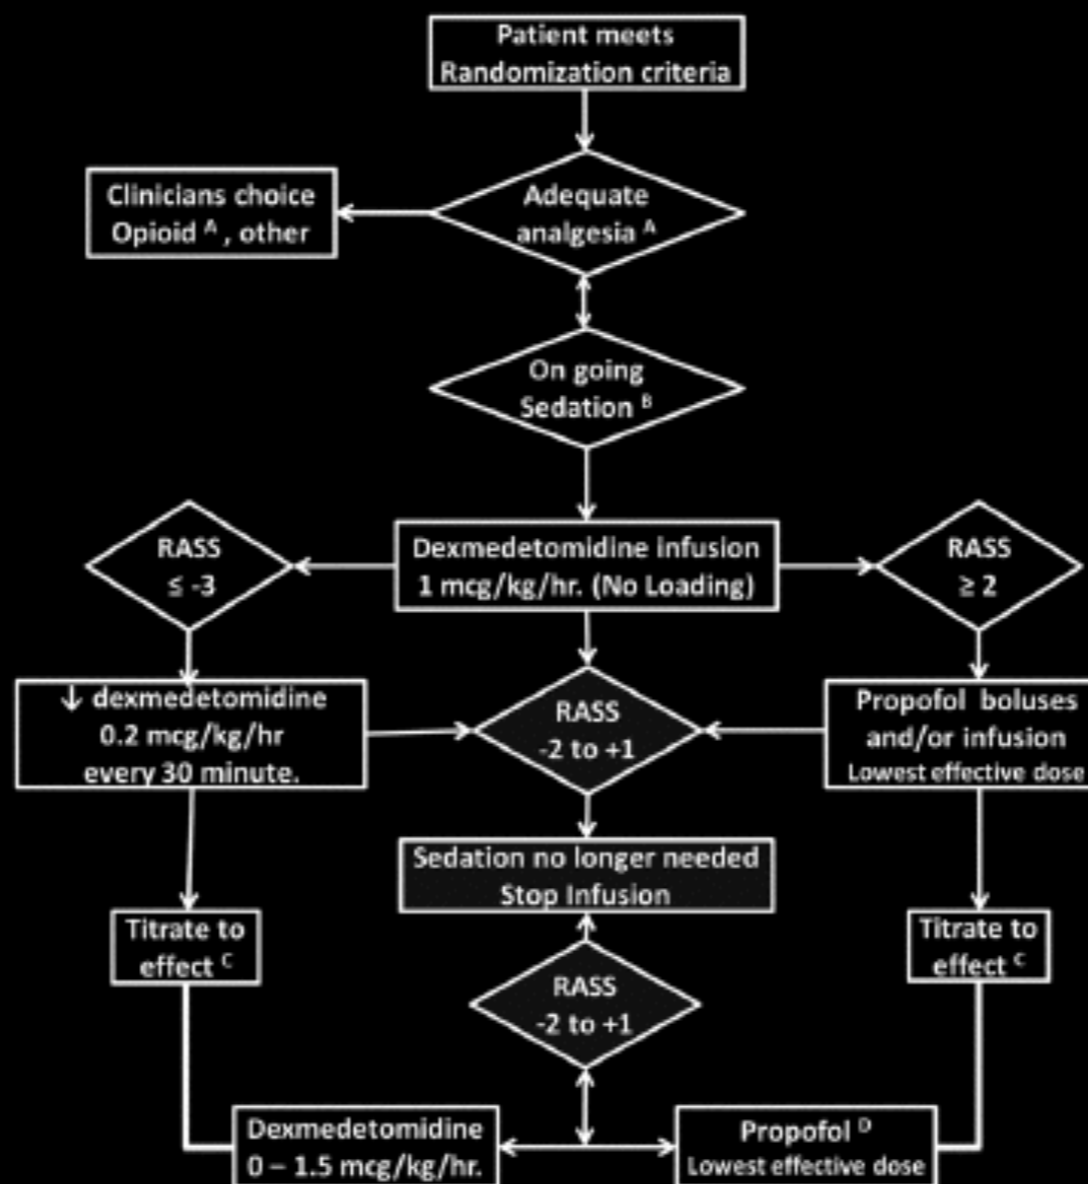 Patient meets
Randomization criteria
Clinicians choice
Opioid A , other
Adequate
analgesia A
On going
Sedation B
RASS
≤ -3
Dexmedetomidine infusion
1 mcg/kg/hr. (No Loading)
RASS
≥ 2
↓ dexmedetomidine
0.2 mcg/kg/hr
every 30 minute.
RASS
-2 to +1
Propofol boluses
and/or infusion
Lowest effective dose
Sedation no longer needed
Stop Infusion
Titrate to
effect C
Titrate to
effect C
RASS
-2 to +1
Dexmedetomidine
0 – 1.5 mcg/kg/hr.
Propofol D
Lowest effective dose